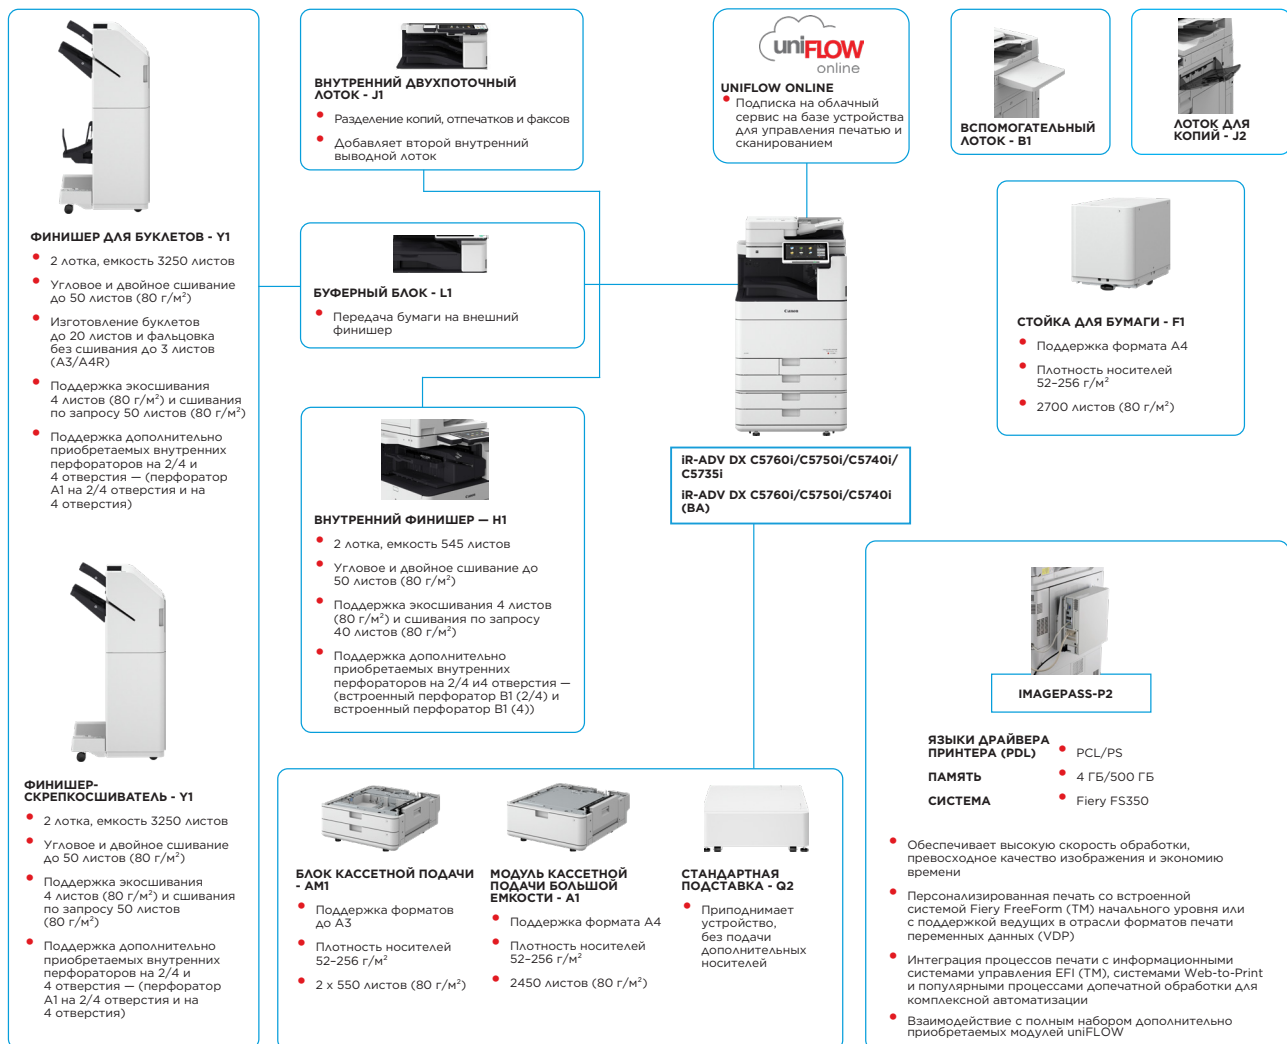 ФИНИШЕР ДЛЯ БУКЛЕТОВ - Y1
2 лотка, емкость 3250 листов
Угловое и двойное сшивание
до 50 листов (80 г/м²)
Изготовление буклетов
до 20 листов и фальцовка
без сшивания до 3 листов
(A3/A4R)
Поддержка экосшивания
4 листов (80 г/м²) и сшивания
по запросу 50 листов (80 г/м²)
Поддержка дополнительно
приобретаемых внутренних
перфораторов на 2/4 и
4 отверстия — (перфоратор
A1 на 2/4 отверстия и на
4 отверстия)
ФИНИШЕР-
СКРЕПКОСШИВАТЕЛЬ - Y1
2 лотка, емкость 3250 листов
Угловое и двойное сшивание
до 50 листов (80 г/м²)
Поддержка экосшивания
4 листов (80 г/м²) и сшивания
по запросу 50 листов
(80 г/м²)
Поддержка дополнительно
приобретаемых внутренних
перфораторов на 2/4 и
4 отверстия — (перфоратор
A1 на 2/4 отверстия и на
4 отверстия)
ВНУТРЕННИЙ ДВУХПОТОЧНЫЙ
ЛОТОК - J1
Разделение копий, отпечатков и факсов
Добавляет второй внутренний
выводной лоток
БУФЕРНЫЙ БЛОК - L1
Передача бумаги на внешний
финишер
ВНУТРЕННИЙ ФИНИШЕР — H1
2 лотка, емкость 545 листов
Угловое и двойное сшивание до
50 листов (80 г/м²)
Поддержка экосшивания 4 листов
(80 г/м²) и сшивания по запросу
40 листов (80 г/м²)
Поддержка дополнительно
приобретаемых внутренних
перфораторов на 2/4 и4 отверстия —
(встроенный перфоратор B1 (2/4) и
встроенный перфоратор B1 (4))
uniFLOW
online
UNIFLOW ONLINE
Подписка на облачный
сервис на базе устройства
для управления печатью и
сканированием
Canon
iR-ADV DX C5760i/C5750i/C5740i/
C5735i
iR-ADV DX C5760i/C5750i/C5740i
(BA)
ВСПОМОГАТЕЛЬНЫЙ
ЛОТОК - B1
ЛОТОК ДЛЯ
КОПИЙ - J2
СТОЙКА ДЛЯ БУМАГИ - F1
Поддержка формата A4
Плотность носителей
52–256 г/м²
2700 листов (80 г/м²)
БЛОК КАССЕТНОЙ ПОДАЧИ
- AM1
Поддержка форматов
до A3
Плотность носителей
52–256 г/м²
2 x 550 листов (80 г/м²)
МОДУЛЬ КАССЕТНОЙ
ПОДАЧИ БОЛЬШОЙ
ЕМКОСТИ - A1
Поддержка формата A4
Плотность носителей
52–256 г/м²
2450 листов (80 г/м²)
СТАНДАРТНАЯ
ПОДСТАВКА - Q2
Приподнимает
устройство,
без подачи
дополнительных
носителей
IMAGEPASS-P2
ЯЗЫКИ ДРАЙВЕРА
ПРИНТЕРА (PDL) PCL/PS
ПАМЯТЬ 4 ГБ/500 ГБ
СИСТЕМА Fiery FS350
Обеспечивает высокую скорость обработки,
превосходное качество изображения и экономию
времени
Персонализированная печать со встроенной
системой Fiery FreeForm (TM) начального уровня или
с поддержкой ведущих в отрасли форматов печати
переменных данных (VDP)
Интеграция процессов печати с информационными
системами управления EFI (TM), системами Web-to-Print
и популярными процессами допечатной обработки для
комплексной автоматизации
Взаимодействие с полным набором дополнительно
приобретаемых модулей uniFLOW